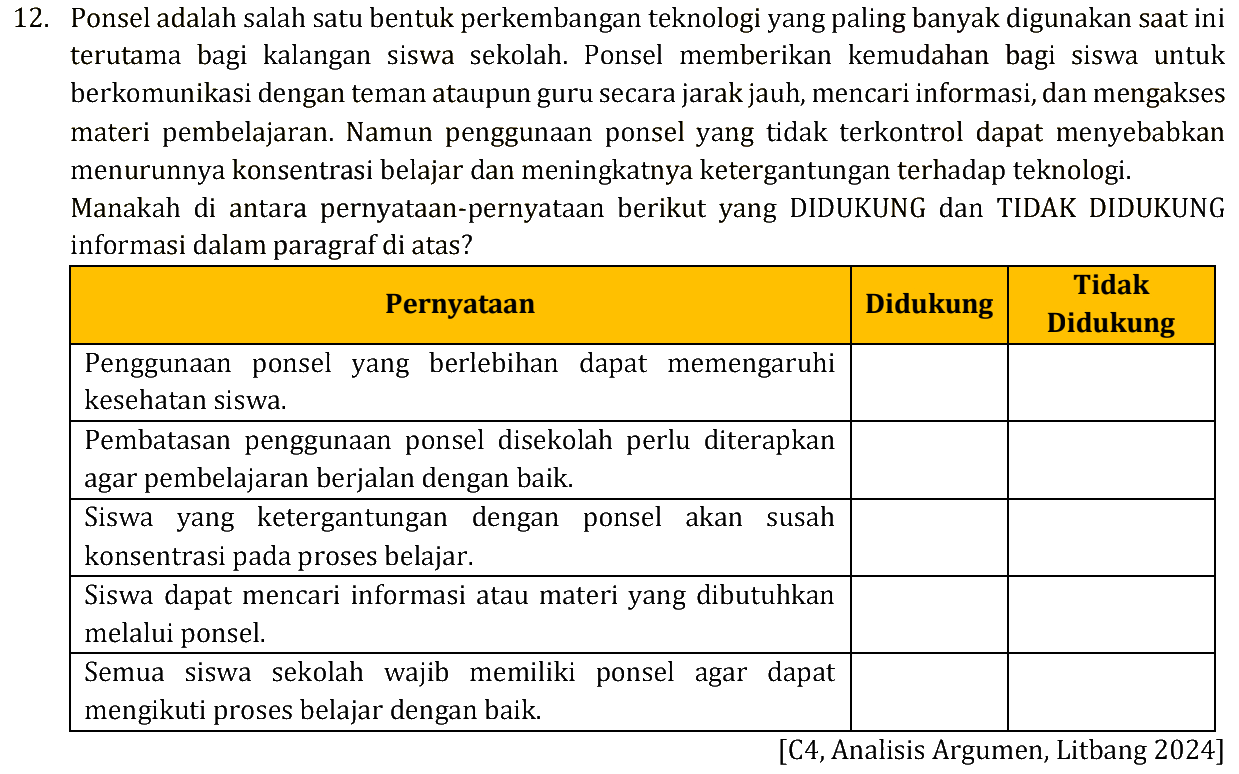 12. Ponsel adalah salah satu bentuk perkembangan teknologi yang paling banyak digunakan saat ini
terutama bagi kalangan siswa sekolah. Ponsel memberikan kemudahan bagi siswa untuk
berkomunikasi dengan teman ataupun guru secara jarak jauh, mencari informasi, dan mengakses
materi pembelajaran. Namun penggunaan ponsel yang tidak terkontrol dapat menyebabkan
menurunnya konsentrasi belajar dan meningkatnya ketergantungan terhadap teknologi.
Manakah di antara pernyataan-pernyataan berikut yang DIDUKUNG dan TIDAK DIDUKUNG
informasi dalam paragraf di atas?
Pernyataan
Didukung
Tidak
Didukung
Penggunaan ponsel yang berlebihan dapat memengaruhi
kesehatan siswa.
Pembatasan penggunaan ponsel disekolah perlu diterapkan
agar pembelajaran berjalan dengan baik.
Siswa yang ketergantungan dengan ponsel akan susah
konsentrasi pada proses belajar.
Siswa dapat mencari informasi atau materi yang dibutuhkan
melalui ponsel.
Semua siswa sekolah wajib memiliki ponsel agar dapat
mengikuti proses belajar dengan baik.
[C4, Analisis Argumen, Litbang 2024]